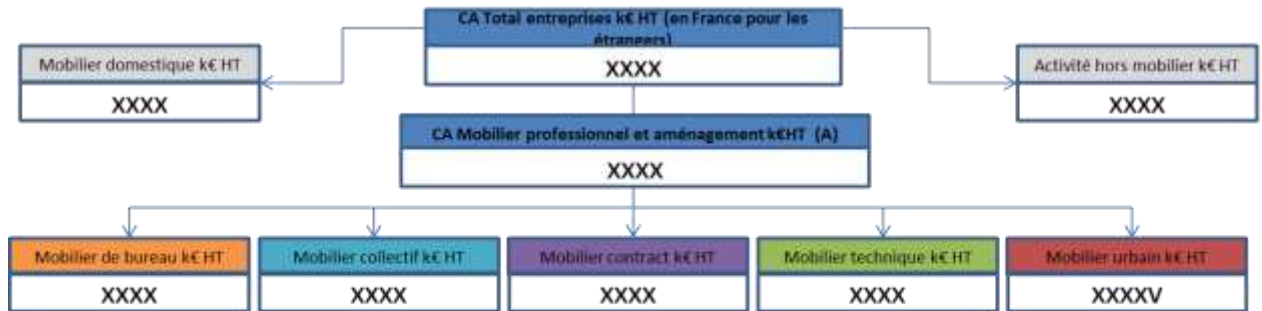 CA Total entreprises k€ HT (en France pour les
étrangers)
XXXX
Mobilier domestique k€ HT
XXXX
Activité hors mobilier k€ HT
XXXX
CA Mobilier professionnel et aménagement k€HT (A)
XXXX
Mobilier de bureau k€ HT
XXXX
Mobilier collectif k€ HT
XXXX
Mobilier contract k€ HT
XXXX
Mobilier technique k€ HT
XXXX
Mobilier urbain k€ HT
XXXXV